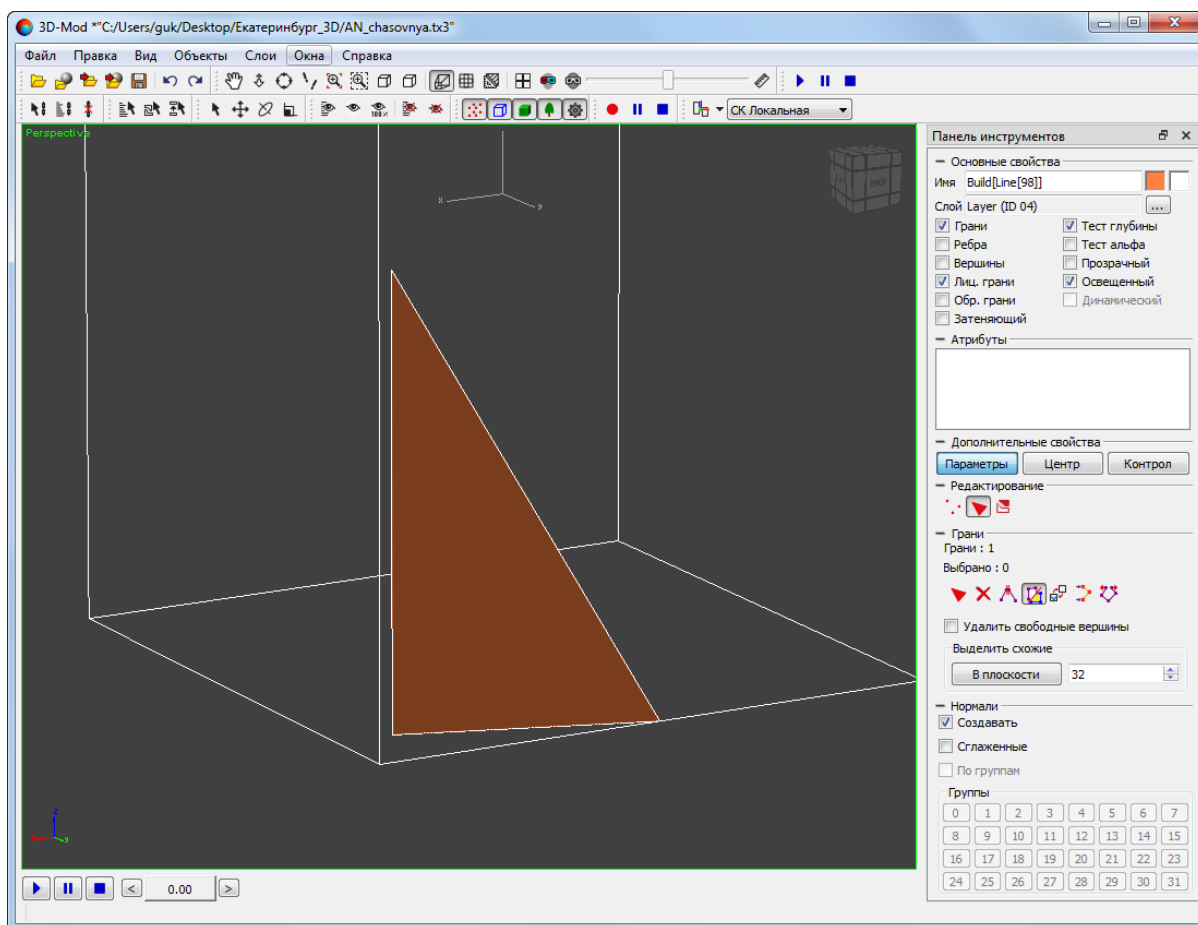 3D-Mod *"C:/Users/guk/Desktop/Екатеринбург_3D/AN_chasovnya.tx3"
Файл Правка Вид Объекты Слои Окна Справка
100%
СК Локальная
Perspective
x y
BACK
Панель инструментов
Основные свойства
Имя Build[Line[98]]
Слой Layer (ID 04) ...
Грани Тест глубины
Ребра Тест альфа
Вершины Прозрачный
Лиц. грани Освещенный
Обр. грани Динамический
Затеняющий
Атрибуты
Дополнительные свойства
Параметры Центр Контрол
Редактирование
Грани
Грани : 1
Выбрано : 0
Удалить свободные вершины
Выделить схожие
В плоскости 32
Нормали
Создавать
Сглаженные
По группам
Группы
0 1 2 3 4 5 6 7
8 9 10 11 12 13 14 15
16 17 18 19 20 21 22 23
24 25 26 27 28 29 30 31
z
x y
< 0.00 >